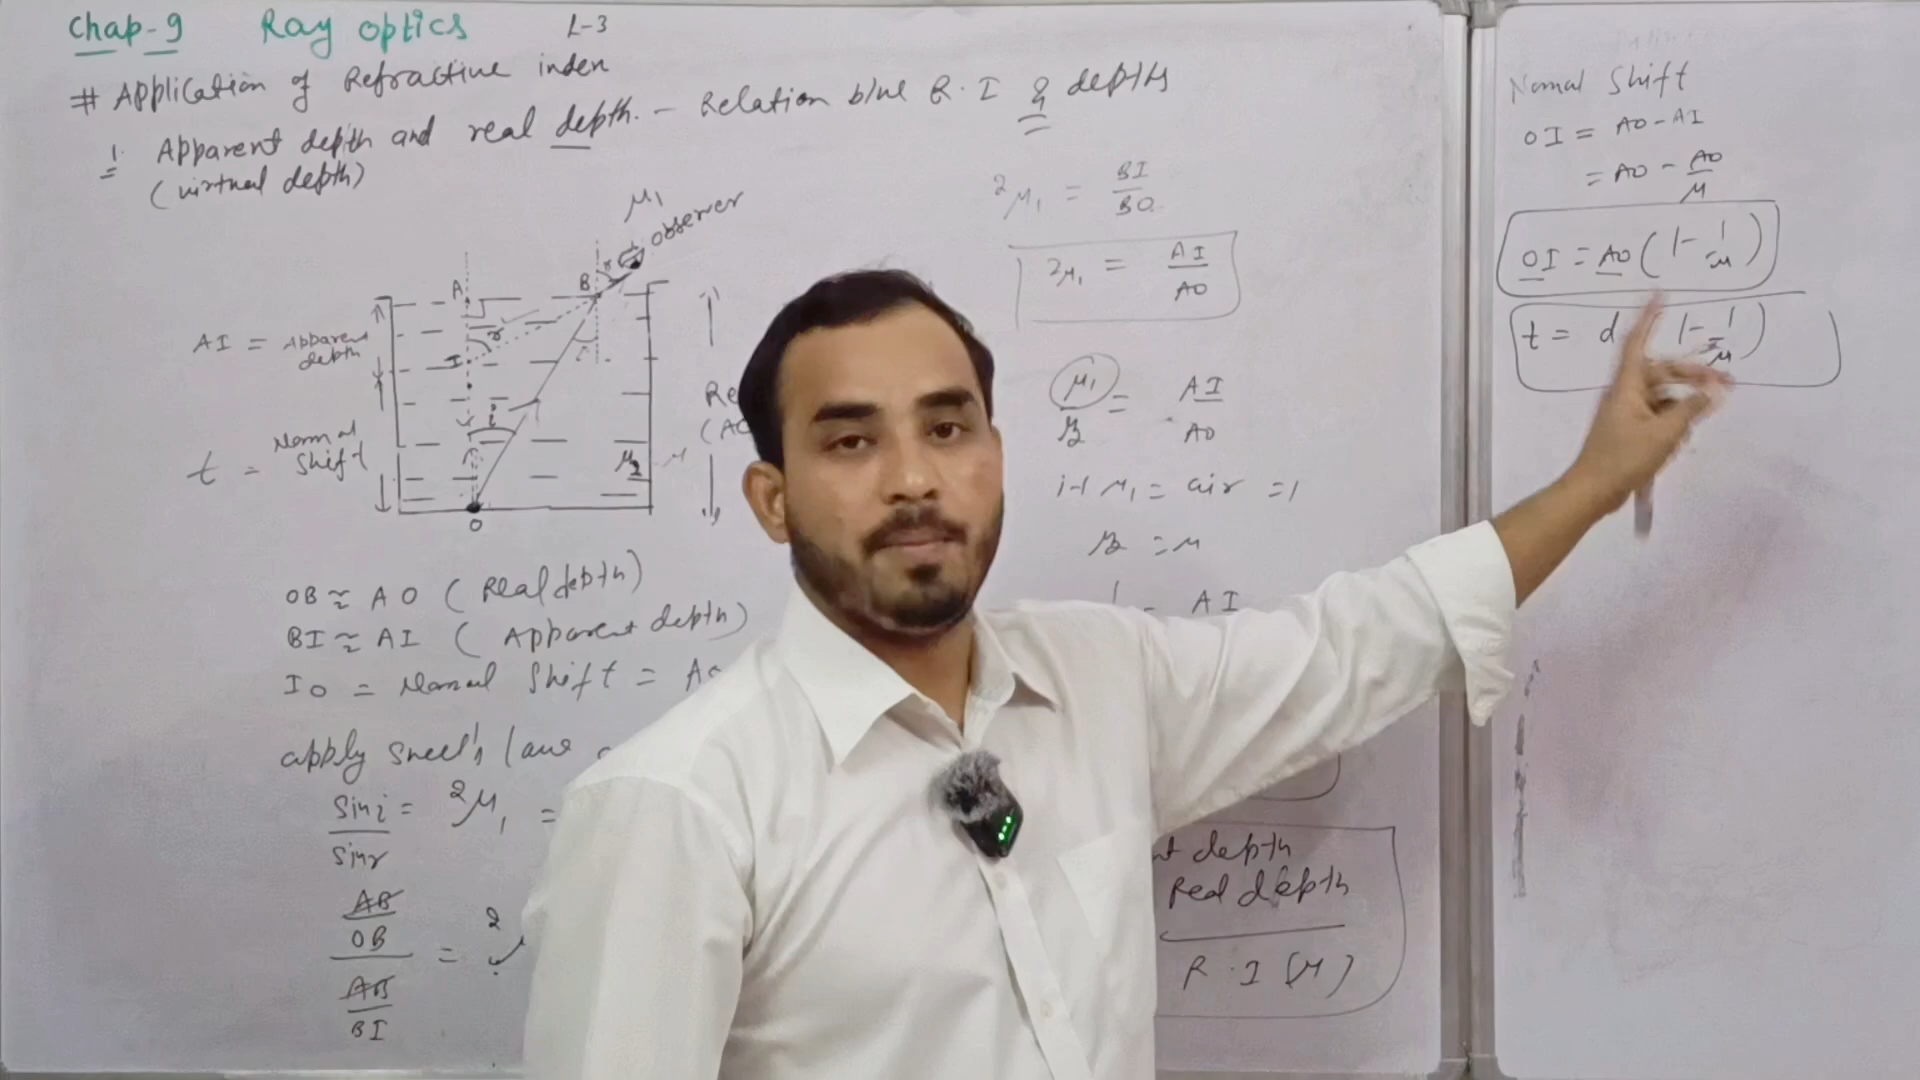 Chap-9 Ray optics L-3
# Application of Refractive index
1. Apparent depth and real depth. - Relation b/w R.I & depth
(virtual depth)
μ1
observer
A
B
r
AI = Apparent
depth
I
r
i
t = Normal
Shift
μ2
μ
O
OB ≈ AO (Real depth)
BI ≈ AI (Apparent depth)
IO = Normal Shift =
apply Snell's law
Sin i = ²μ1 =
Sin r
AB
OB
=
AB
BI
²μ1 = BI
BO
²μ1 = AI
AO
μ1 = AI
μ2 AO
if μ1 = air = 1
μ2 = μ
AI
depth
Real depth
R.I (μ)
Normal Shift
OI = AO - AI
= AO - AO
μ
OI = AO (1 - 1
μ)
t = d 1 - 1
μ)